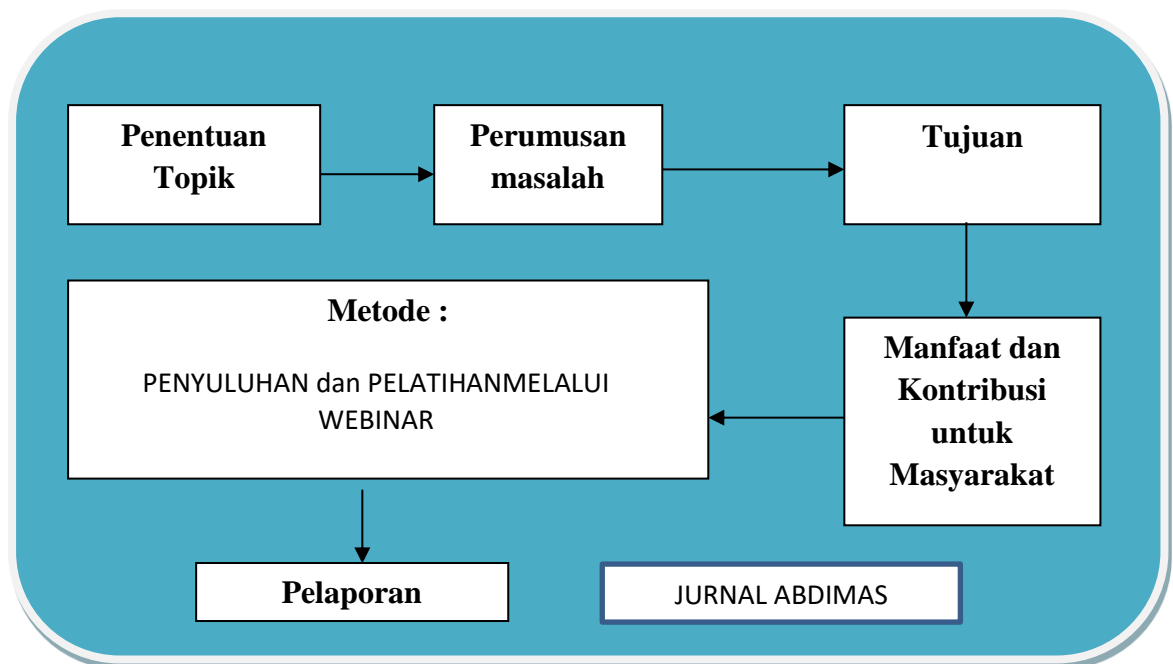 Penentuan
Topik
Perumusan
masalah
Tujuan
Metode :
PENYULUHAN dan PELATIHANMELALUI
WEBINAR
Manfaat dan
Kontribusi
untuk
Masyarakat
Pelaporan
JURNAL ABDIMAS